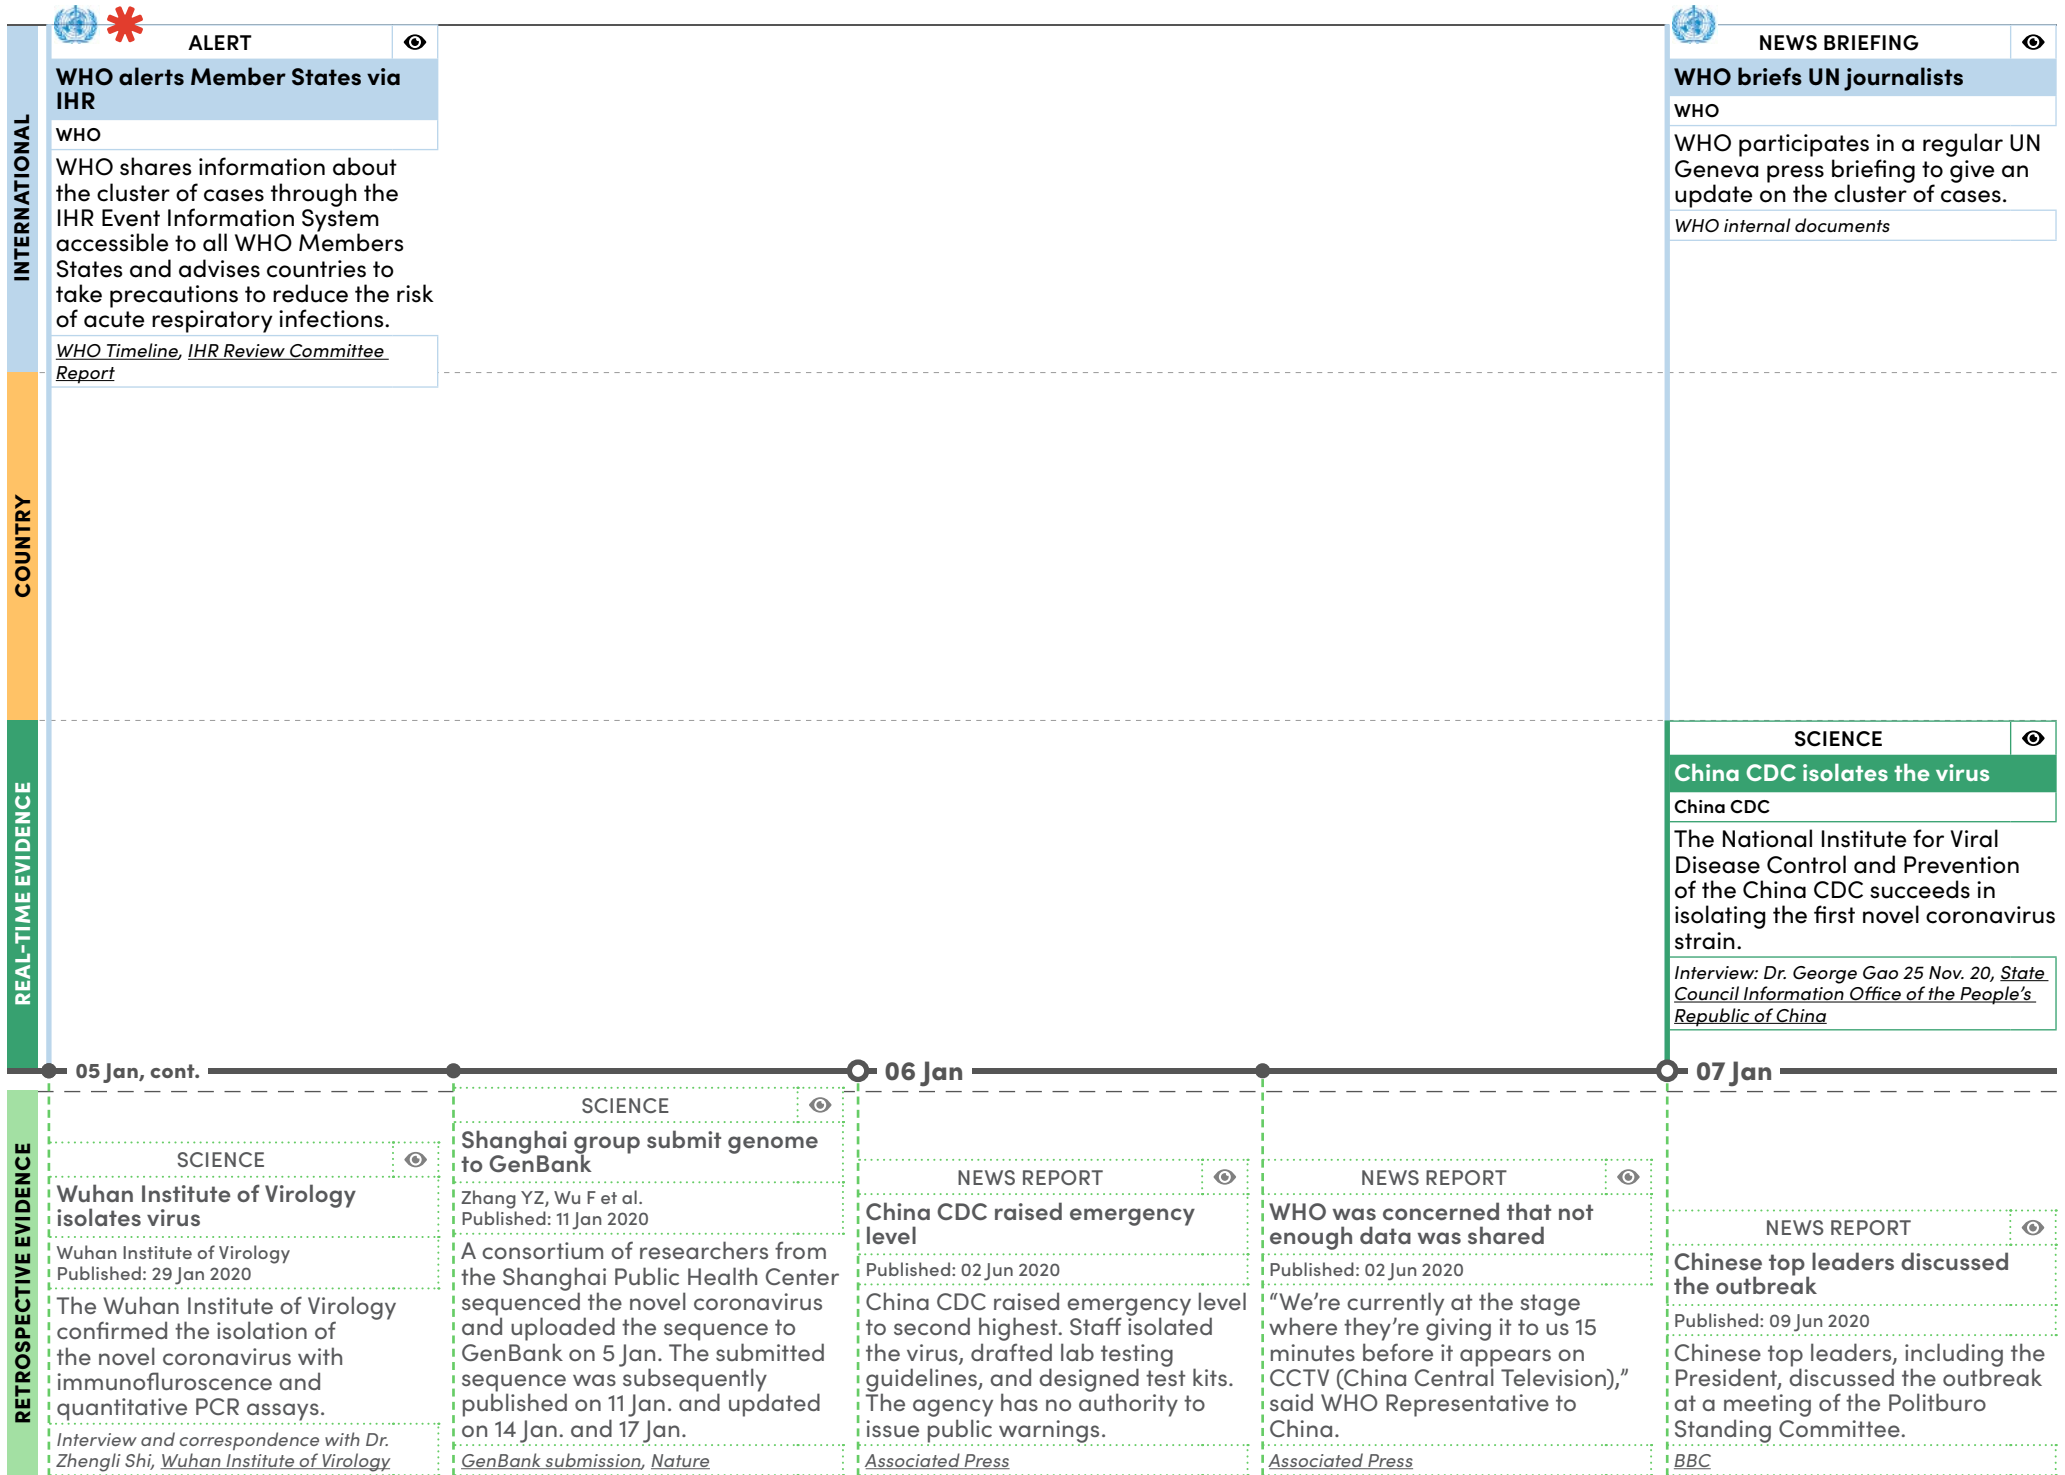 INTERNATIONAL
ALERT
WHO alerts Member States via
IHR
WHO
WHO shares information about
the cluster of cases through the
IHR Event Information System
accessible to all WHO Members
States and advises countries to
take precautions to reduce the risk
of acute respiratory infections.
WHO Timeline, IHR Review Committee
Report
NEWS BRIEFING
WHO briefs UN journalists
WHO
WHO participates in a regular UN
Geneva press briefing to give an
update on the cluster of cases.
WHO internal documents
COUNTRY
REAL-TIME EVIDENCE
SCIENCE
China CDC isolates the virus
China CDC
The National Institute for Viral
Disease Control and Prevention
of the China CDC succeeds in
isolating the first novel coronavirus
strain.
Interview: Dr. George Gao 25 Nov. 20, State
Council Information Office of the People's
Republic of China
05 Jan, cont.
06 Jan
07 Jan
RETROSPECTIVE EVIDENCE
SCIENCE
Wuhan Institute of Virology
isolates virus
Wuhan Institute of Virology
Published: 29 Jan 2020
The Wuhan Institute of Virology
confirmed the isolation of
the novel coronavirus with
immunofluroscence and
quantitative PCR assays.
Interview and correspondence with Dr.
Zhengli Shi, Wuhan Institute of Virology
SCIENCE
Shanghai group submit genome
to GenBank
Zhang YZ, Wu F et al.
Published: 11 Jan 2020
A consortium of researchers from
the Shanghai Public Health Center
sequenced the novel coronavirus
and uploaded the sequence to
GenBank on 5 Jan. The submitted
sequence was subsequently
published on 11 Jan. and updated
on 14 Jan. and 17 Jan.
GenBank submission, Nature
NEWS REPORT
China CDC raised emergency
level
Published: 02 Jun 2020
China CDC raised emergency level
to second highest. Staff isolated
the virus, drafted lab testing
guidelines, and designed test kits.
The agency has no authority to
issue public warnings.
Associated Press
NEWS REPORT
WHO was concerned that not
enough data was shared
Published: 02 Jun 2020
“We’re currently at the stage
where they’re giving it to us 15
minutes before it appears on
CCTV (China Central Television),”
said WHO Representative to
China.
Associated Press
NEWS REPORT
Chinese top leaders discussed
the outbreak
Published: 09 Jun 2020
Chinese top leaders, including the
President, discussed the outbreak
at a meeting of the Politburo
Standing Committee.
BBC